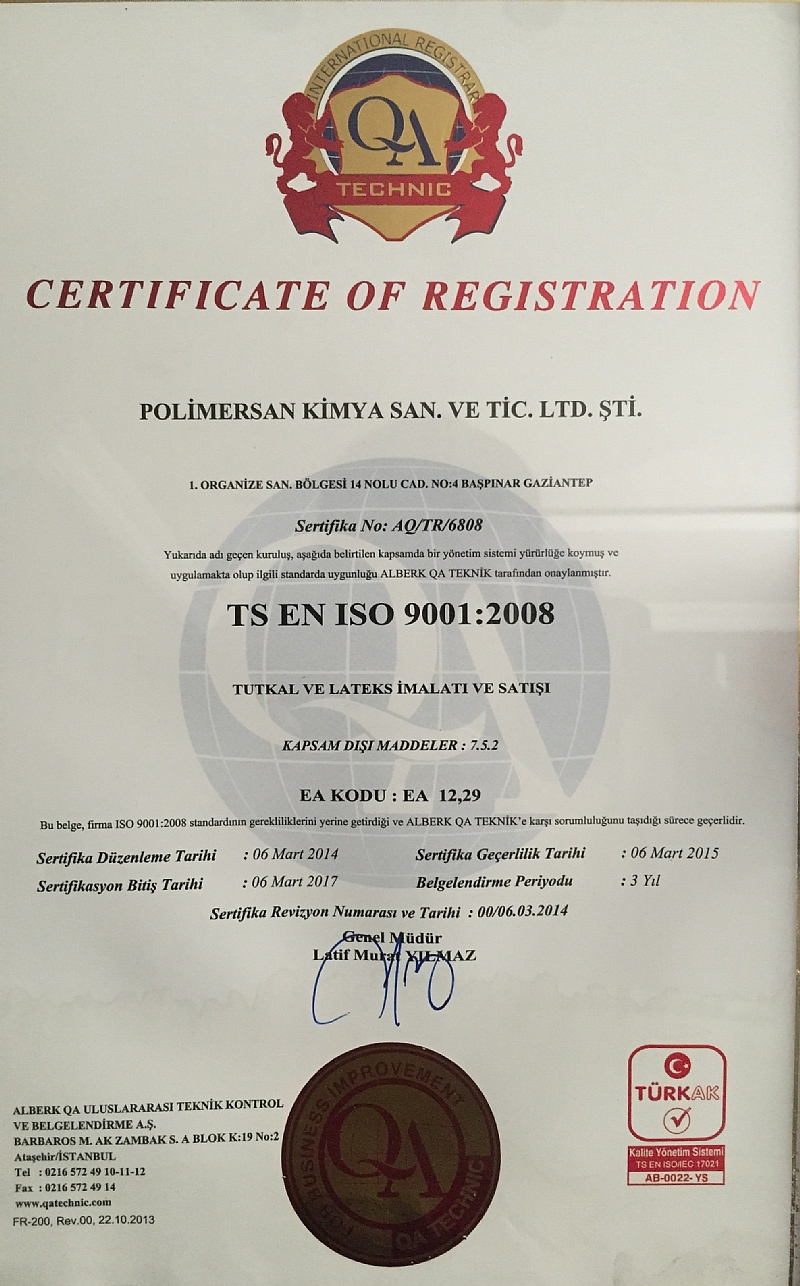 INTERNATIONAL REGISTRAR
QA
TECHNIC
CERTIFICATE OF REGISTRATION
POLİMERSAN KİMYA SAN. VE TİC. LTD. ŞTİ.
1. ORGANİZE SAN. BÖLGESİ 14 NOLU CAD. NO:4 BAŞPINAR GAZİANTEP
Sertifika No: AQ/TR/6808
Yukarıda adı geçen kuruluş, aşağıda belirtilen kapsamda bir yönetim sistemi yürürlüğe koymuş ve
uygulamakta olup ilgili standarda uygunluğu ALBERK QA TEKNİK tarafından onaylanmıştır.
TS EN ISO 9001:2008
TUTKAL VE LATEKS İMALATI VE SATIŞI
KAPSAM DIŞI MADDELER : 7.5.2
EA KODU : EA 12,29
Bu belge, firma ISO 9001:2008 standardının gerekliliklerini yerine getirdiği ve ALBERK QA TEKNİK'e karşı sorumluluğunu taşıdığı sürece geçerlidir.
Sertifika Düzenleme Tarihi : 06 Mart 2014 Sertifika Geçerlilik Tarihi : 06 Mart 2015
Sertifikasyon Bitiş Tarihi : 06 Mart 2017 Belgelendirme Periyodu : 3 Yıl
Sertifika Revizyon Numarası ve Tarihi : 00/06.03.2014
Genel Müdür
Latif Murat YILMAZ
ALBERK QA ULUSLARARASI TEKNİK KONTROL
VE BELGELENDİRME A.Ş.
BARBAROS M. AK ZAMBAK S. A BLOK K:19 No:2
Ataşehir/İSTANBUL
Tel : 0216 572 49 10-11-12
Fax : 0216 572 49 14
www.qatechnic.com
FR-200, Rev.00, 22.10.2013
FOR BUSINESS IMPROVEMENT
QA
QA TECHNIC
TÜRKAK
Kalite Yönetim Sistemi
TS EN ISO/IEC 17021
AB-0022-YS